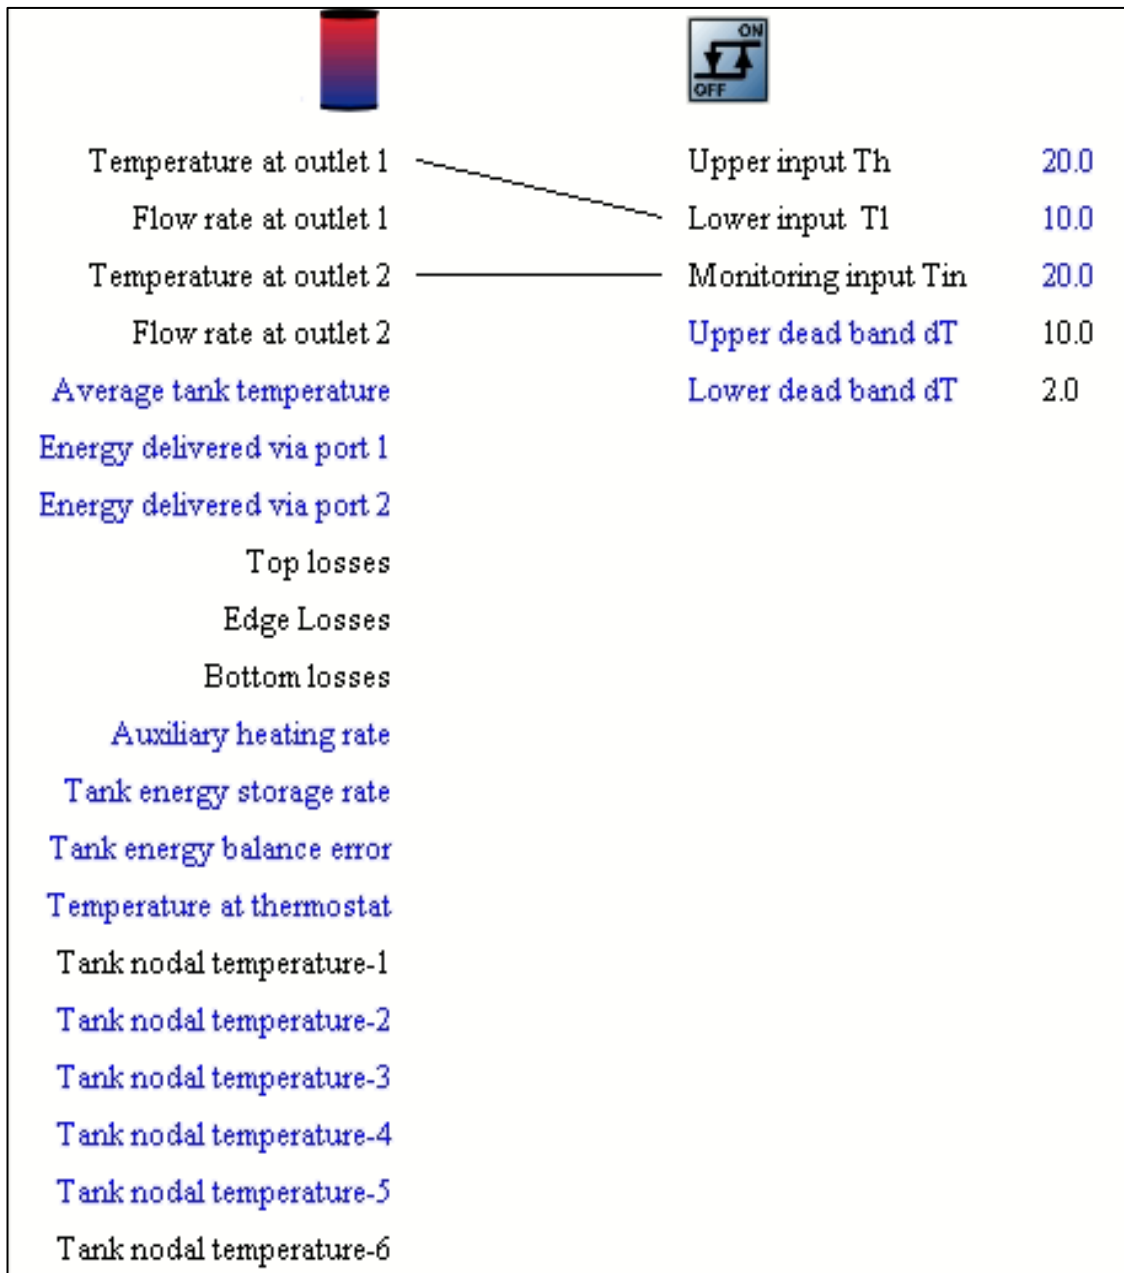 ON
OFF
Temperature at outlet 1 Upper input Th 20.0
Flow rate at outlet 1 Lower input Tl 10.0
Temperature at outlet 2 Monitoring input Tin 20.0
Flow rate at outlet 2 Upper dead band dT 10.0
Average tank temperature Lower dead band dT 2.0
Energy delivered via port 1
Energy delivered via port 2
Top losses
Edge Losses
Bottom losses
Auxiliary heating rate
Tank energy storage rate
Tank energy balance error
Temperature at thermostat
Tank nodal temperature-1
Tank nodal temperature-2
Tank nodal temperature-3
Tank nodal temperature-4
Tank nodal temperature-5
Tank nodal temperature-6